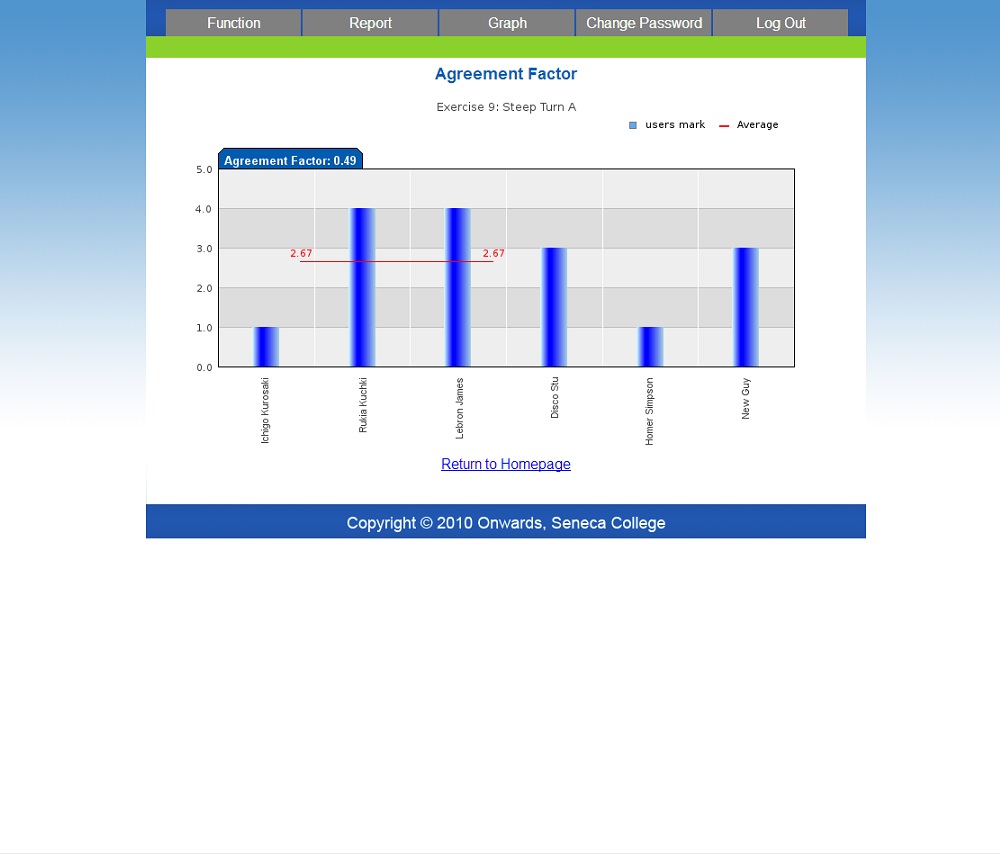 Function Report Graph Change Password Log Out
Agreement Factor
Exercise 9: Steep Turn A
users mark Average
Agreement Factor: 0.49
5.0
4.0
3.0
2.67 2.67
2.0
1.0
0.0
Ichigo Kurosaki
Rukia Kuchki
Lebron James
Disco Stu
Homer Simpson
New Guy
Return to Homepage
Copyright © 2010 Onwards, Seneca College